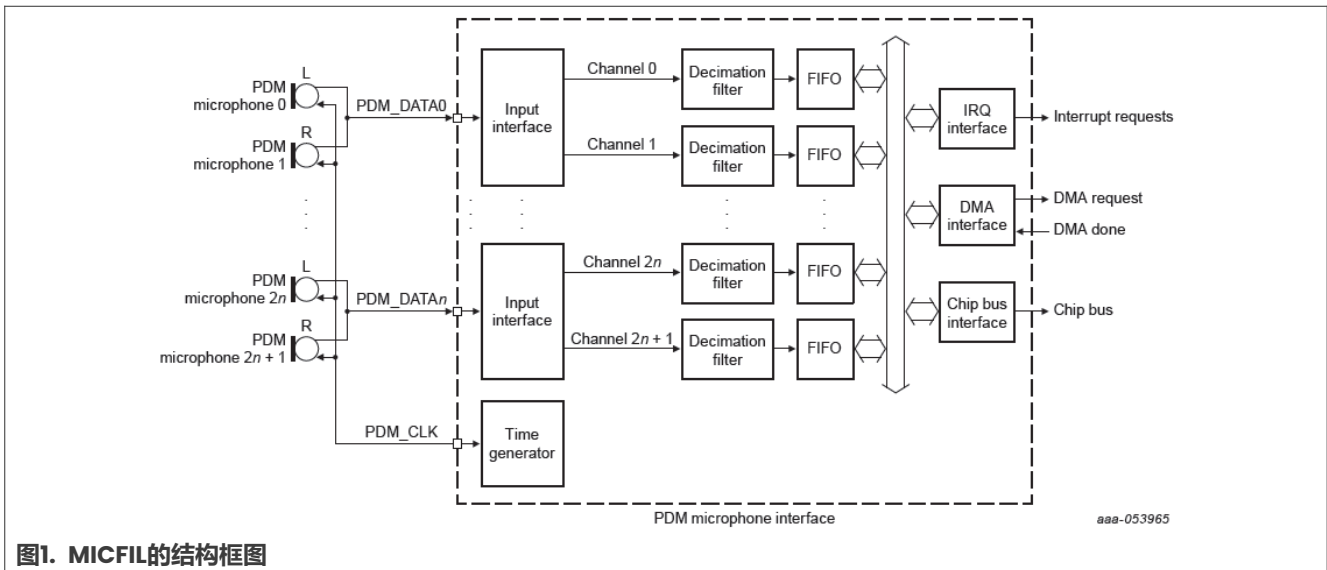 L
PDM
microphone 0
PDM_DATA0
R
PDM
microphone 1
Input
interface
Channel 0
Decimation
filter
FIFO
Channel 1
Decimation
filter
FIFO
IRQ
interface
Interrupt requests
DMA
interface
DMA request
DMA done
L
PDM
microphone 2n
PDM_DATAn
R
PDM
microphone 2n + 1
Input
interface
Channel 2n
Decimation
filter
FIFO
Channel 2n + 1
Decimation
filter
FIFO
Chip bus
interface
Chip bus
PDM_CLK
Time
generator
PDM microphone interface
aaa-053965
图1. MICFIL的结构框图